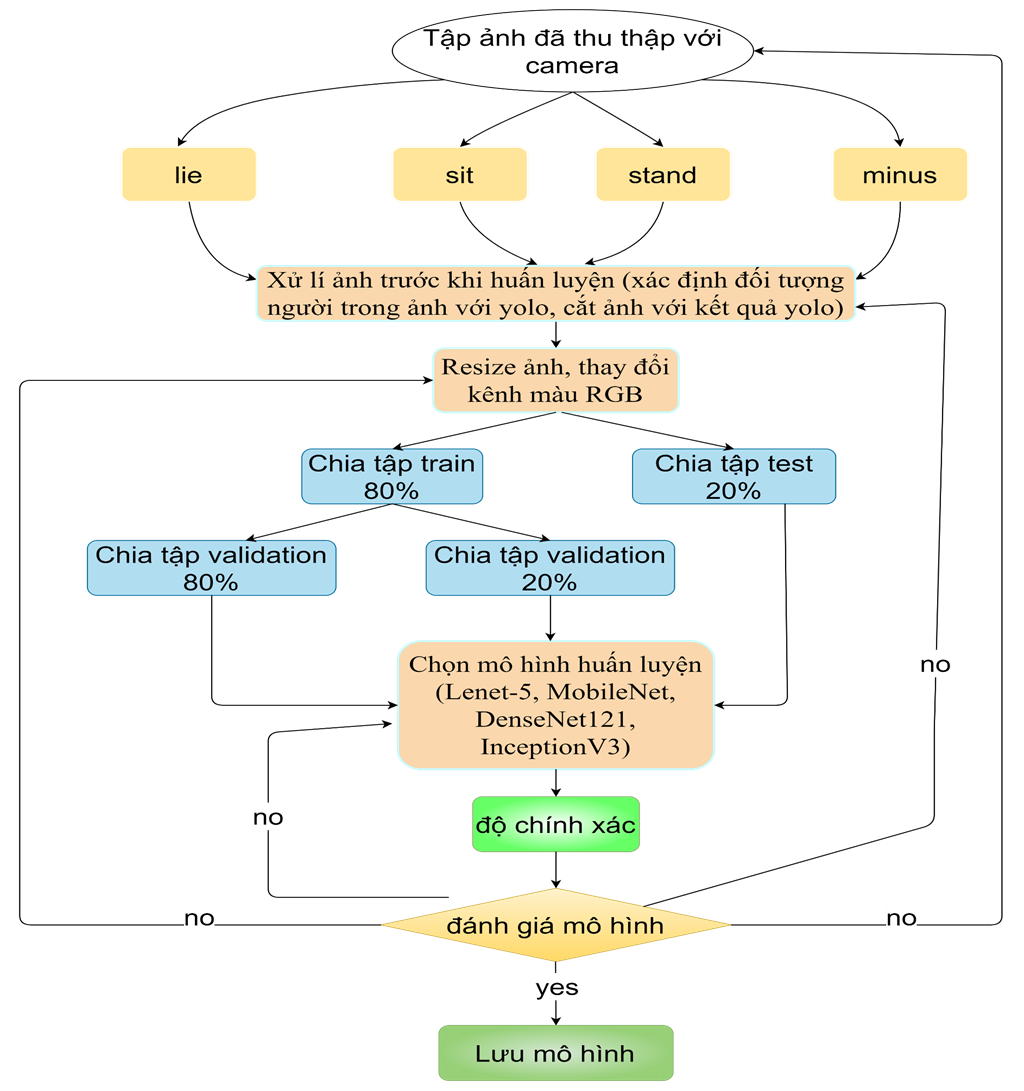 Tập ảnh đã thu thập với
camera
lie
sit
stand
minus
Xử lí ảnh trước khi huấn luyện (xác định đối tượng
người trong ảnh với yolo, cắt ảnh với kết quả yolo)
Resize ảnh, thay đổi
kênh màu RGB
Chia tập train
80%
Chia tập test
20%
Chia tập validation
80%
Chia tập validation
20%
Chọn mô hình huấn luyện
(Lenet-5, MobileNet,
DenseNet121,
InceptionV3)
no
no
độ chính xác
no
đánh giá mô hình
no
yes
Lưu mô hình